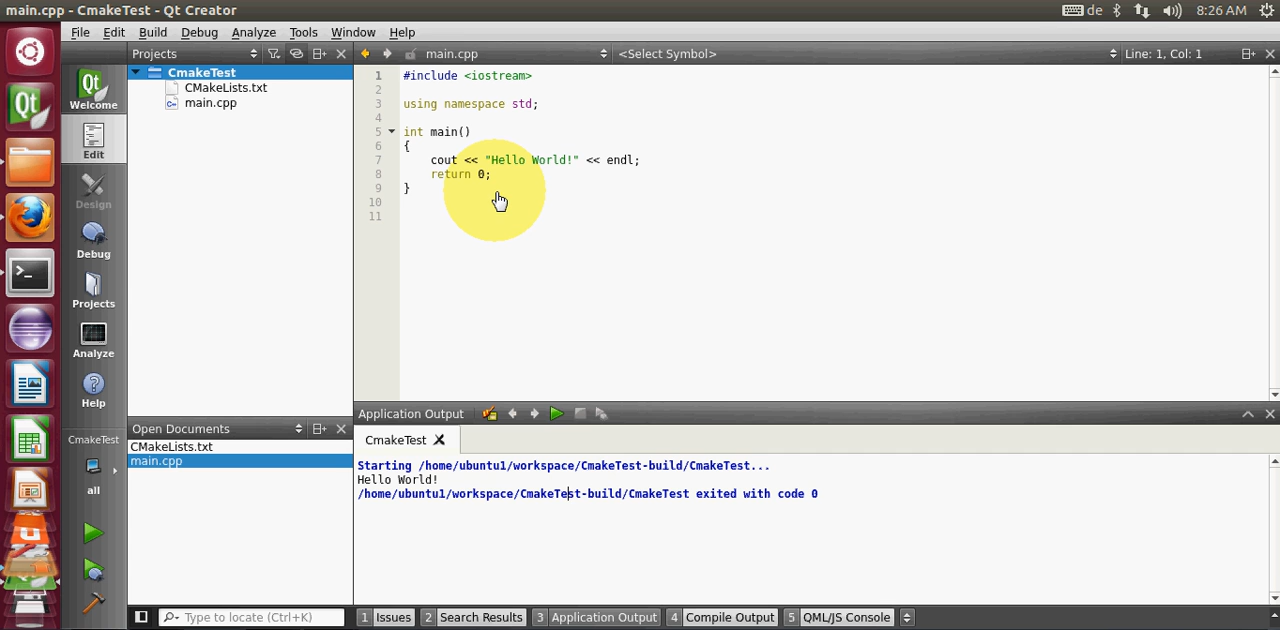 main.cpp - CmakeTest - Qt Creator
de
8:26 AM
File Edit Build Debug Analyze Tools Window Help
Projects
main.cpp
<Select Symbol>
Line: 1, Col: 1
CmakeTest
CMakeLists.txt
main.cpp
Qt
Welcome
Edit
Design
Debug
Projects
Analyze
Help
CmakeTest
all
1 #include <iostream>
2
3 using namespace std;
4
5 int main()
6 {
7 cout << "Hello World!" << endl;
8 return 0;
9 }
10
11
Open Documents
CMakeLists.txt
main.cpp
Application Output
CmakeTest
Starting /home/ubuntu1/workspace/CmakeTest-build/CmakeTest...
Hello World!
/home/ubuntu1/workspace/CmakeTest-build/CmakeTest exited with code 0
Type to locate (Ctrl+K)
1 Issues 2 Search Results 3 Application Output 4 Compile Output 5 QML/JS Console